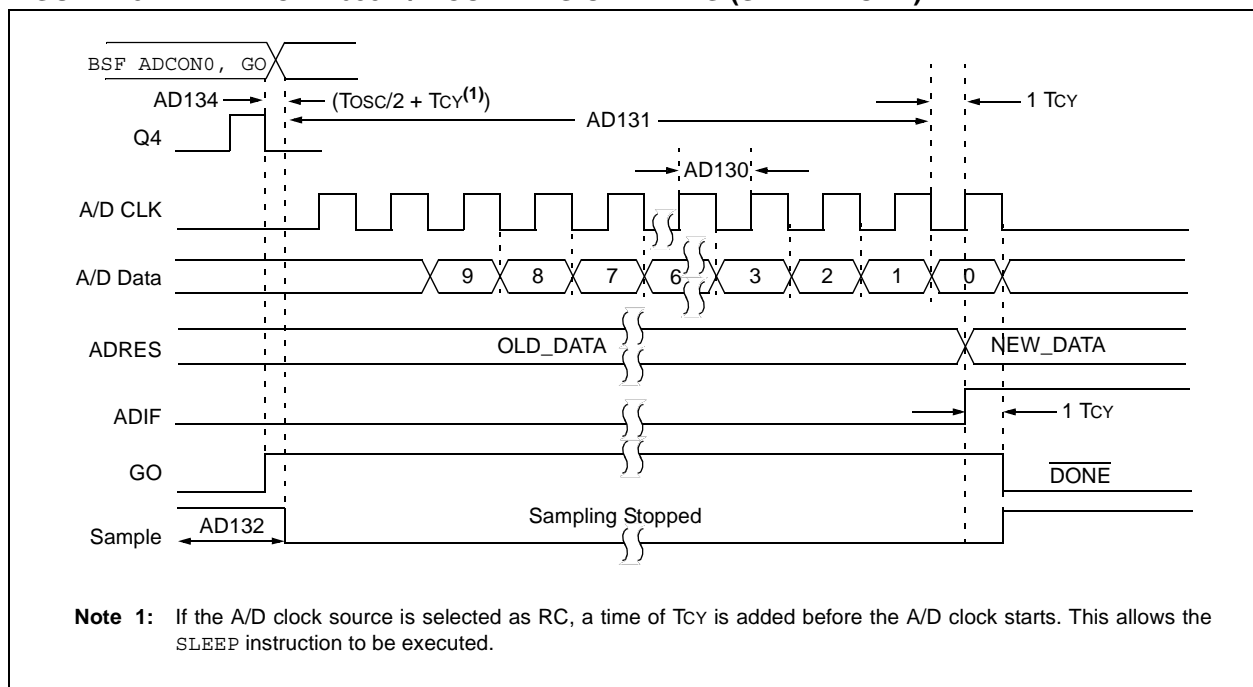 BSF ADCON0, GO
AD134
(TOSC/2 + TCY(1))
1 TCY
AD131
Q4
AD130
A/D CLK
A/D Data
9 8 7 6 3 2 1 0
ADRES
OLD_DATA
NEW_DATA
ADIF
1 TCY
GO
DONE
Sample
AD132
Sampling Stopped
Note 1: If the A/D clock source is selected as RC, a time of TCY is added before the A/D clock starts. This allows the
SLEEP instruction to be executed.